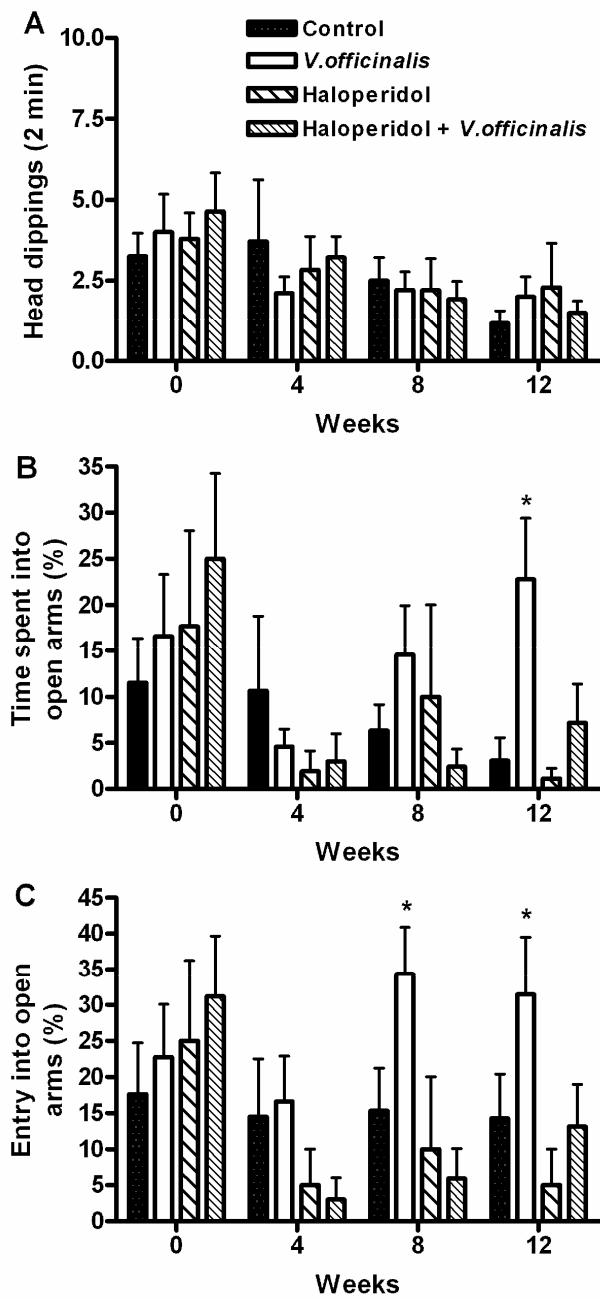 A
Control
V.officinalis
Haloperidol
Haloperidol + V.officinalis
Head dippings (2 min)
10.0
7.5
5.0
2.5
0.0
0 4 8 12
Weeks
B
Time spent into
open arms (%)
35
30
25
20
15
10
5
0
*
0 4 8 12
Weeks
C
Entry into open
arms (%)
45
40
35
30
25
20
15
10
5
0
* *
0 4 8 12
Weeks